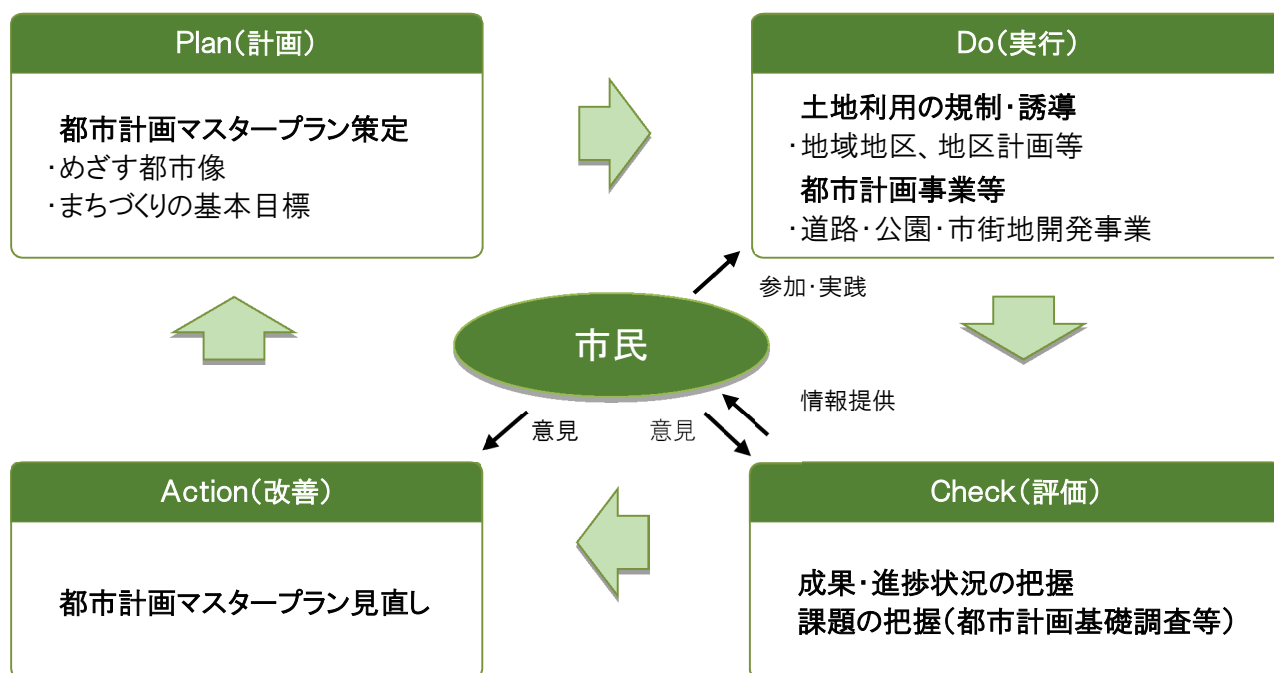 Plan(計画)
都市計画マスタープラン策定
・めざす都市像
・まちづくりの基本目標
Do(実行)
土地利用の規制・誘導
・地域地区、地区計画等
都市計画事業等
・道路・公園・市街地開発事業
参加・実践
市民
情報提供
意見
意見
Action(改善)
都市計画マスタープラン見直し
Check(評価)
成果・進捗状況の把握
課題の把握(都市計画基礎調査等)